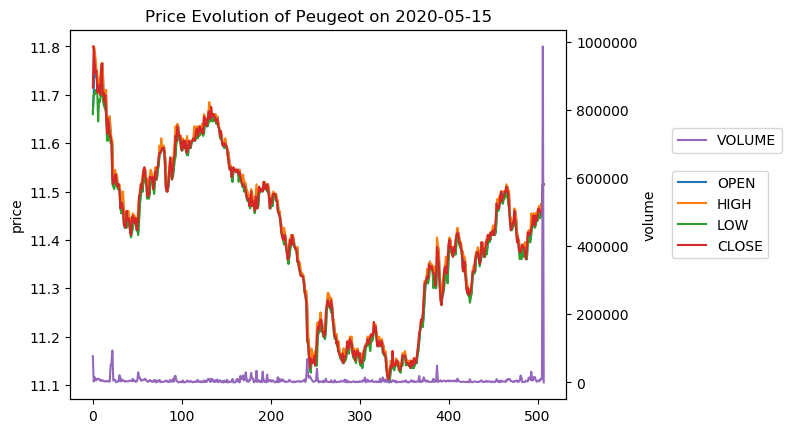 Price Evolution of Peugeot on 2020-05-15
11.8
11.7
11.6
11.5
11.4
11.3
11.2
11.1
price
0
100
200
300
400
500
1000000
800000
600000
400000
200000
0
volume
VOLUME
OPEN
HIGH
LOW
CLOSE